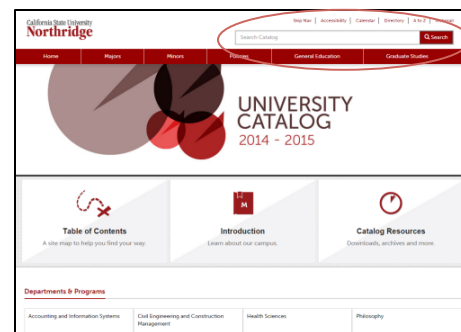 California State University
Northridge
Skip Nav | Accessibility | Calendar | Directory | A to Z | Webmail
Search Catalog
Search
Home Majors Minors Policies General Education Graduate Studies
UNIVERSITY
CATALOG
2014 - 2015
M
Table of Contents
A site map to help you find your way.
Introduction
Learn about our campus.
Catalog Resources
Downloads, archives and more.
Departments & Programs
Accounting and Information Systems
Civil Engineering and Construction
Management
Health Sciences
Philosophy